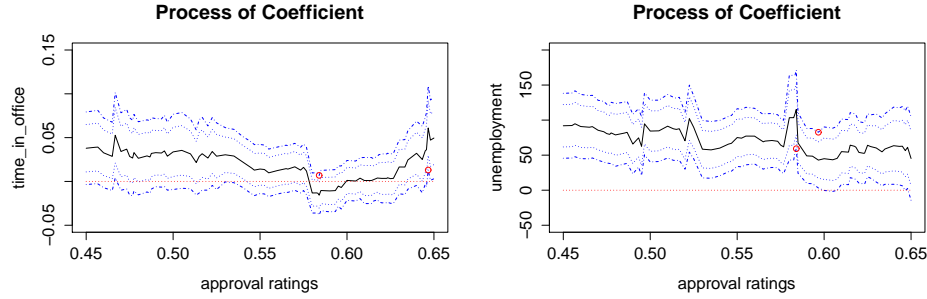 Process of Coefficient
0.15
0.05
−0.05
time_in_office
0.45
0.50
0.55
0.60
0.65
approval ratings
Process of Coefficient
150
50
0
−50
unemployment
0.45
0.50
0.55
0.60
0.65
approval ratings